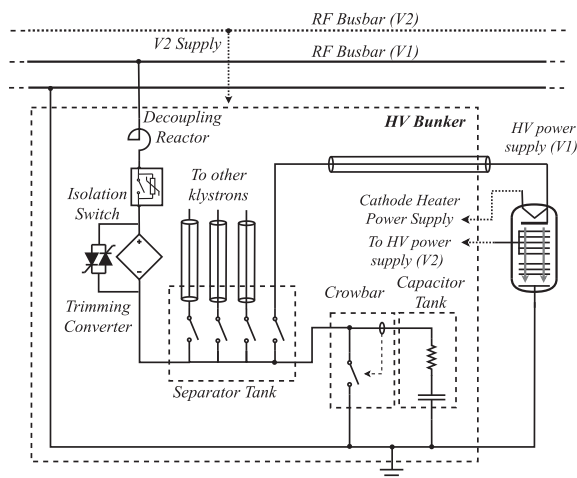 RF Busbar (V2)
V2 Supply
RF Busbar (V1)
HV Bunker
Decoupling
Reactor
HV power
supply (V1)
To other
klystrons
Isolation
Switch
Cathode Heater
Power Supply
To HV power
supply (V2)
+
-
Trimming
Converter
Crowbar
Capacitor
Tank
Separator Tank